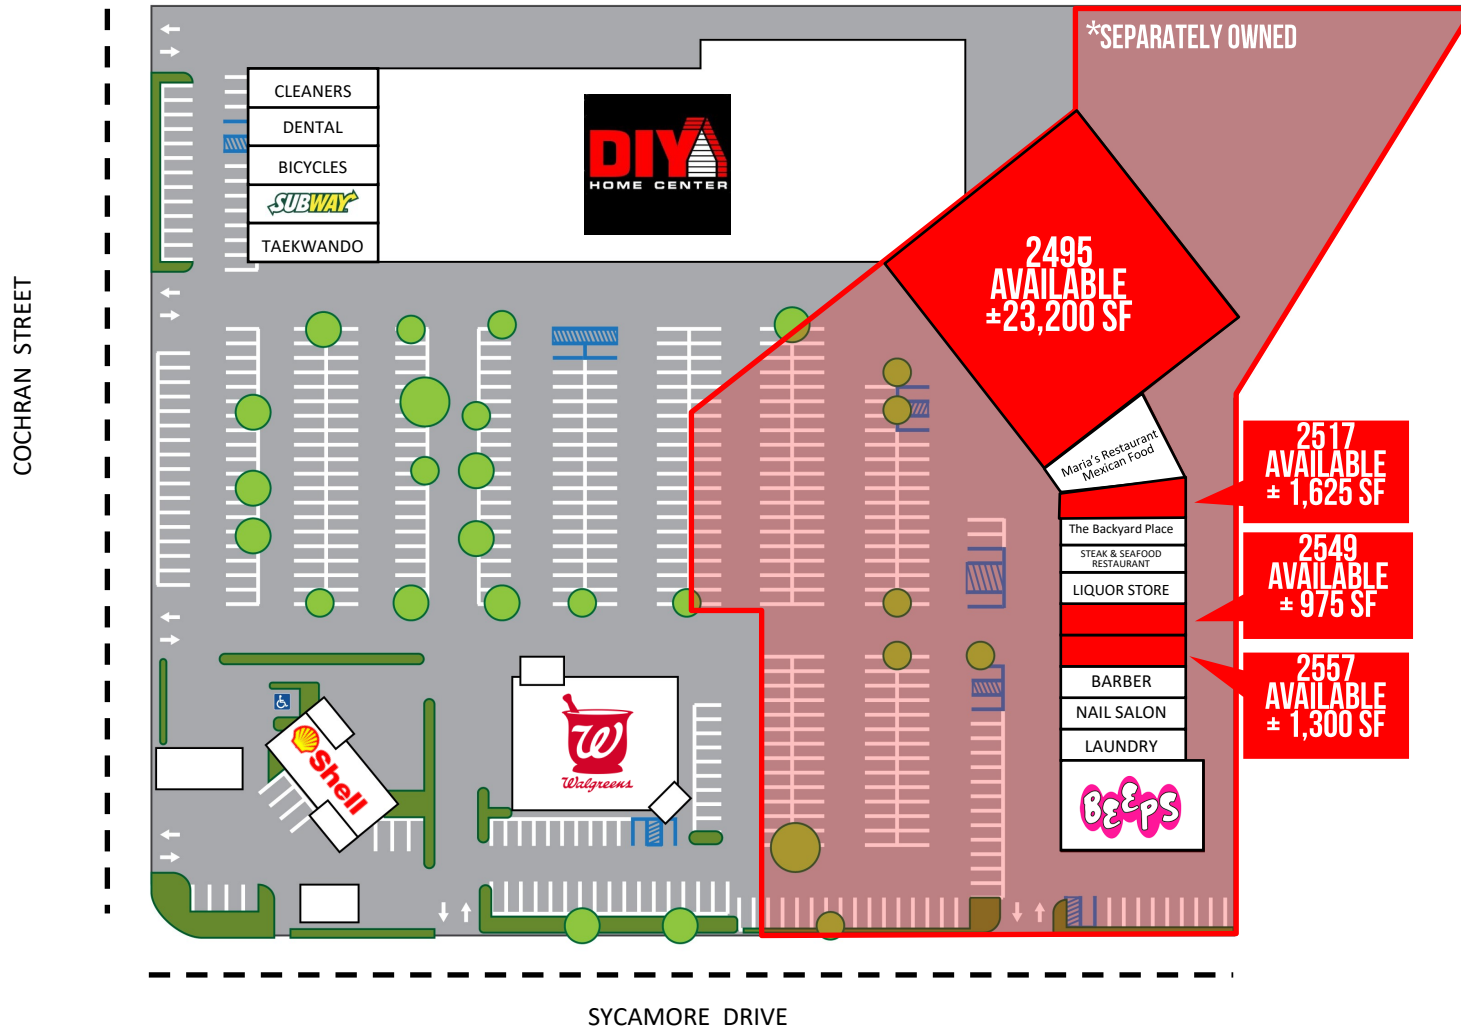 *SEPARATELY OWNED
CLEANERS
DENTAL
BICYCLES
SUBWAY
TAEKWANDO
DIY
HOME CENTER
2495
AVAILABLE
±23,200 SF
COCHRAN STREET
Maria's Restaurant
Mexican Food
2517
AVAILABLE
± 1,625 SF
The Backyard Place
STEAK & SEAFOOD
RESTAURANT
LIQUOR STORE
2549
AVAILABLE
± 975 SF
2557
AVAILABLE
± 1,300 SF
BARBER
NAIL SALON
LAUNDRY
BEEPS
Shell
W
Walgreens
SYCAMORE DRIVE